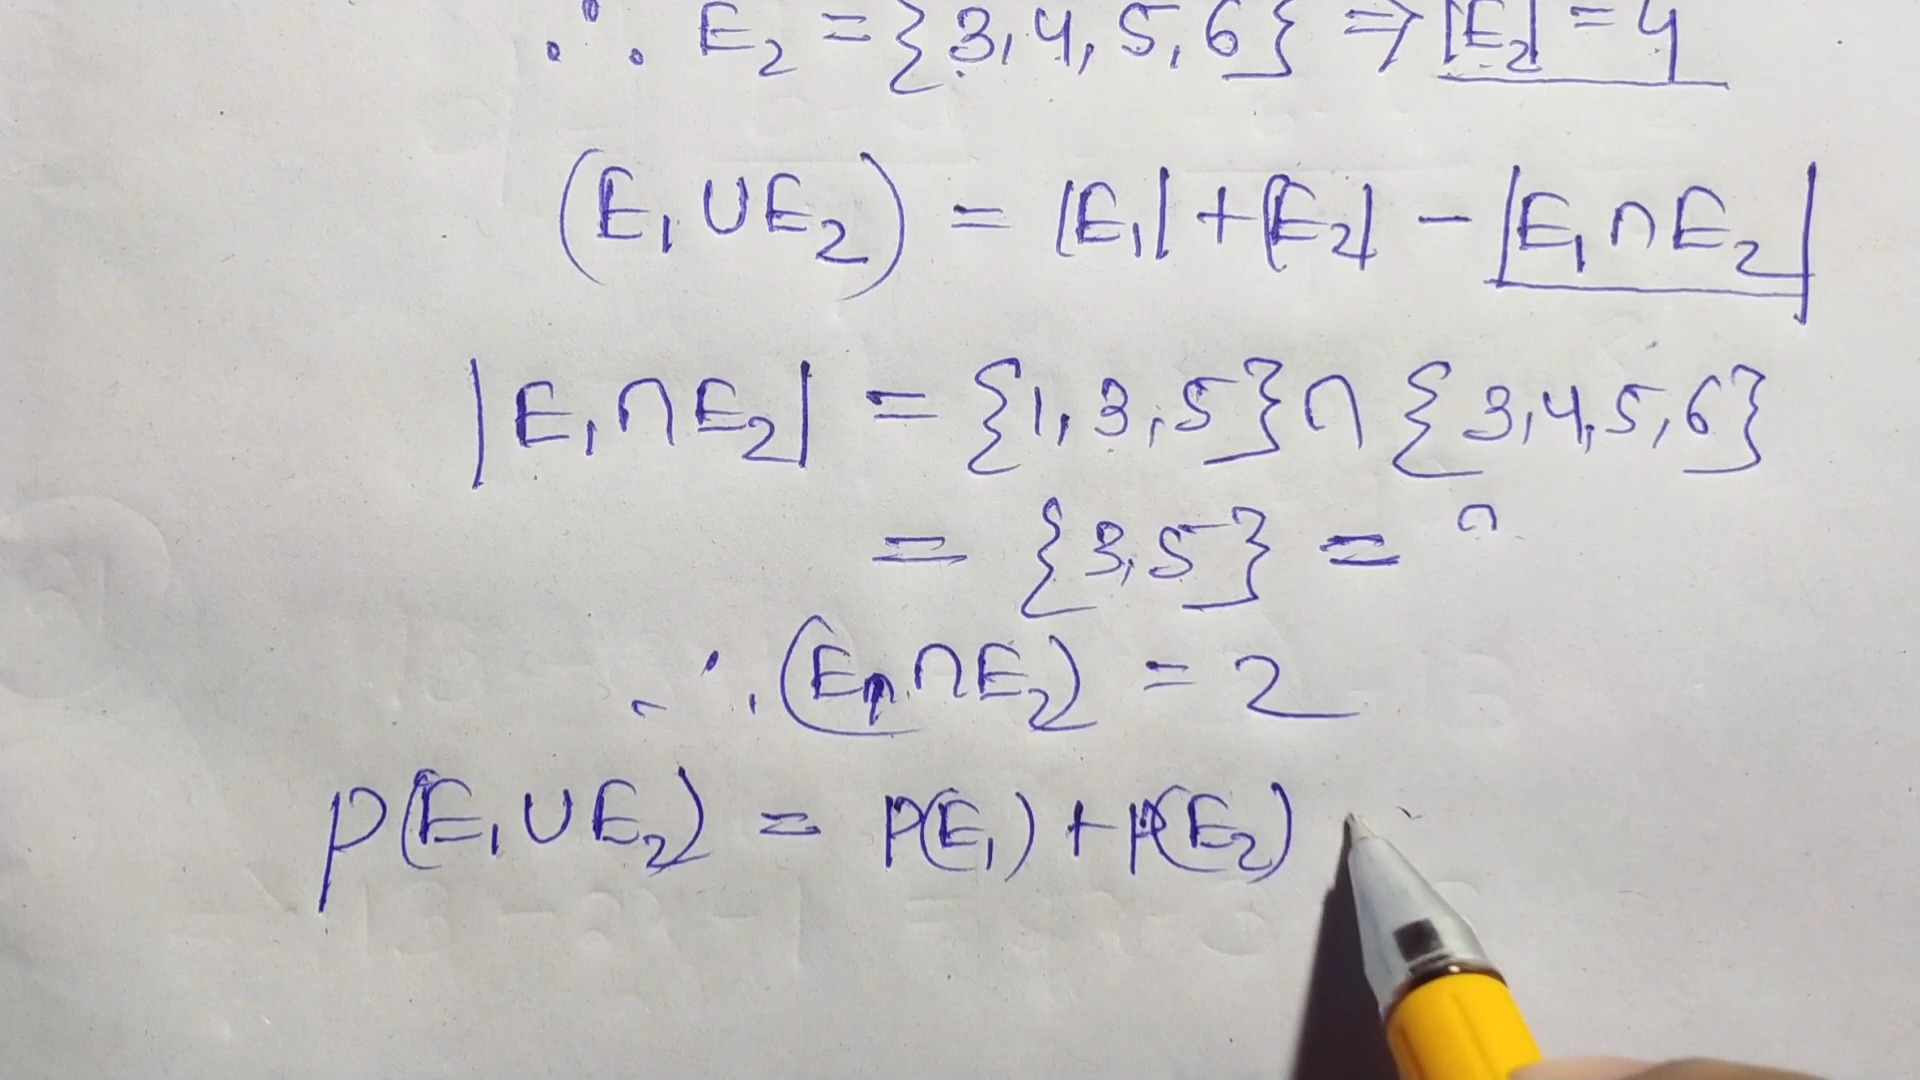 ∴ E₂ = {3,4,5,6} ⇒ |E₂| = 4
(E₁ ∪ E₂) = |E₁| + |E₂| - |E₁ ∩ E₂|
|E₁ ∩ E₂| = {1,3,5} ∩ {3,4,5,6}
= {3,5} =
∴ (E₁ ∩ E₂) = 2
P(E₁ ∪ E₂) = P(E₁) + P(E₂)